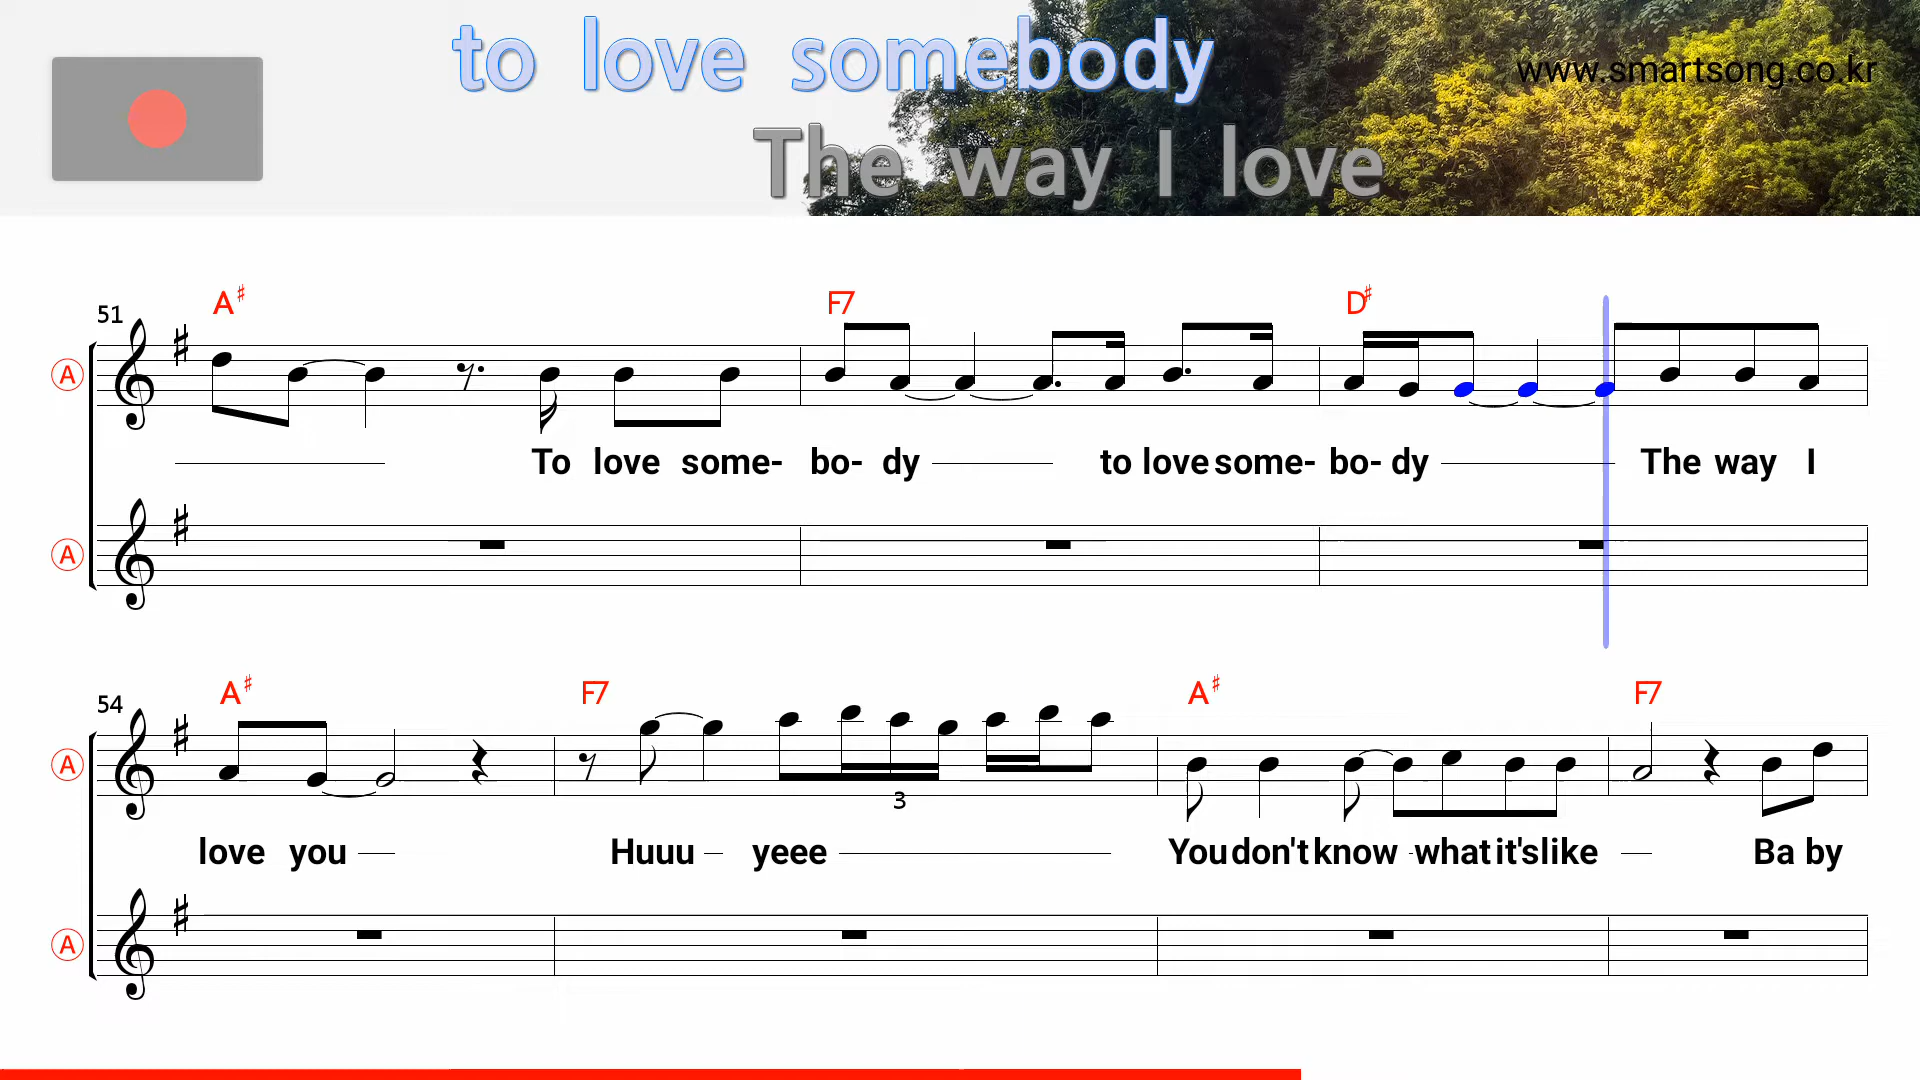 to love somebody
www.smartsong.co.kr
The way I love
A♯ F7 D♯
51
A
To love some- bo- dy to love some- bo- dy The way I
A
A♯ F7 A♯ F7
54
A
3
love you Huuu yeee You don't know what it's like Ba by
A